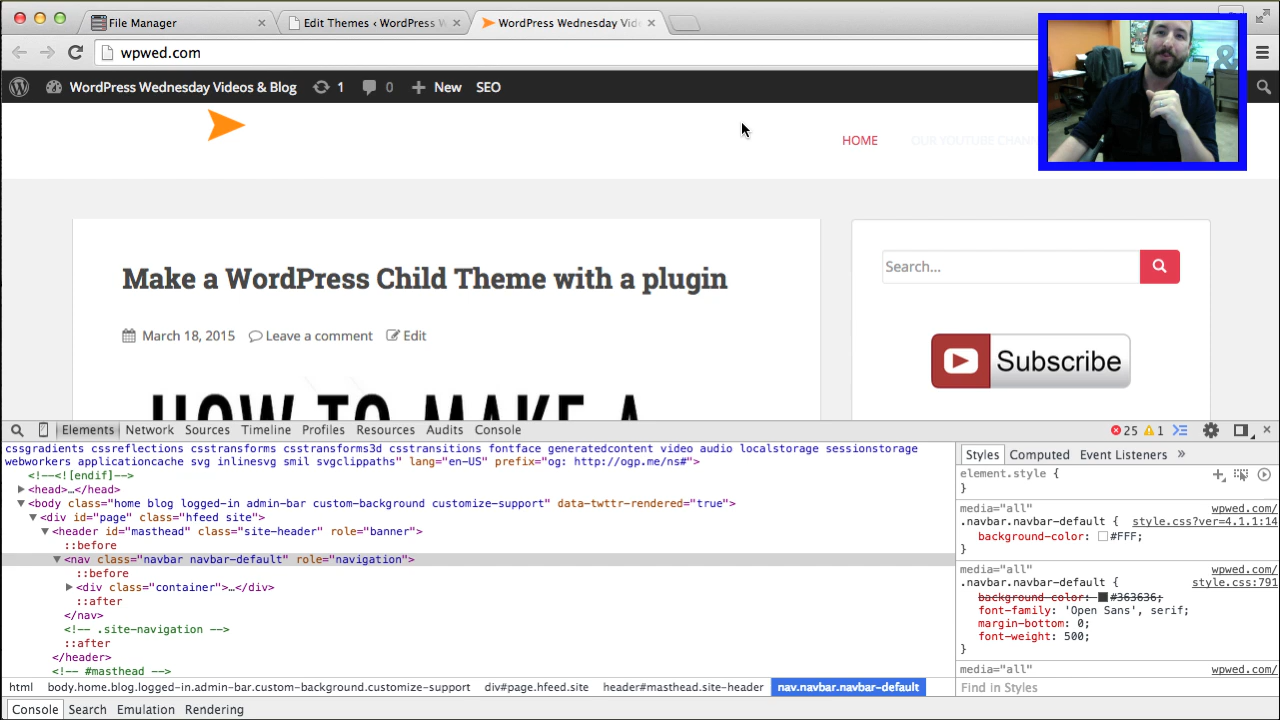 File Manager
Edit Themes ‹ WordPress W
WordPress Wednesday Vide
wpwed.com
WordPress Wednesday Videos & Blog 1 0 New SEO
HOME OUR YOUTUBE CHANN
Make a WordPress Child Theme with a plugin
Search...
March 18, 2015 Leave a comment Edit
Subscribe
HOW TO MAKE A
Elements Network Sources Timeline Profiles Resources Audits Console 25 1
cssgradients cssreflections csstransforms csstransforms3d csstransitions fontface generatedcontent video audio localstorage sessionstorage
webworkers applicationcache svg inlinesvg smil svgclippaths" lang="en-US" prefix="og: http://ogp.me/ns#">
<!--<![endif]-->
<head>…</head>
<body class="home blog logged-in admin-bar custom-background customize-support" data-twttr-rendered="true">
<div id="page" class="hfeed site">
<header id="masthead" class="site-header" role="banner">
::before
<nav class="navbar navbar-default" role="navigation">
::before
<div class="container">…</div>
::after
</nav>
<!-- .site-navigation -->
::after
</header>
<!-- #masthead -->
Styles Computed Event Listeners »
element.style {
}
media="all" wpwed.com/
.navbar.navbar-default { style.css?ver=4.1.1:14
background-color: #FFF;
}
media="all" wpwed.com/
.navbar.navbar-default { style.css:791
background-color: #363636;
font-family: 'Open Sans', serif;
margin-bottom: 0;
font-weight: 500;
}
media="all" wpwed.com/
html body.home.blog.logged-in.admin-bar.custom-background.customize-support div#page.hfeed.site header#masthead.site-header nav.navbar.navbar-default
Find in Styles
Console Search Emulation Rendering